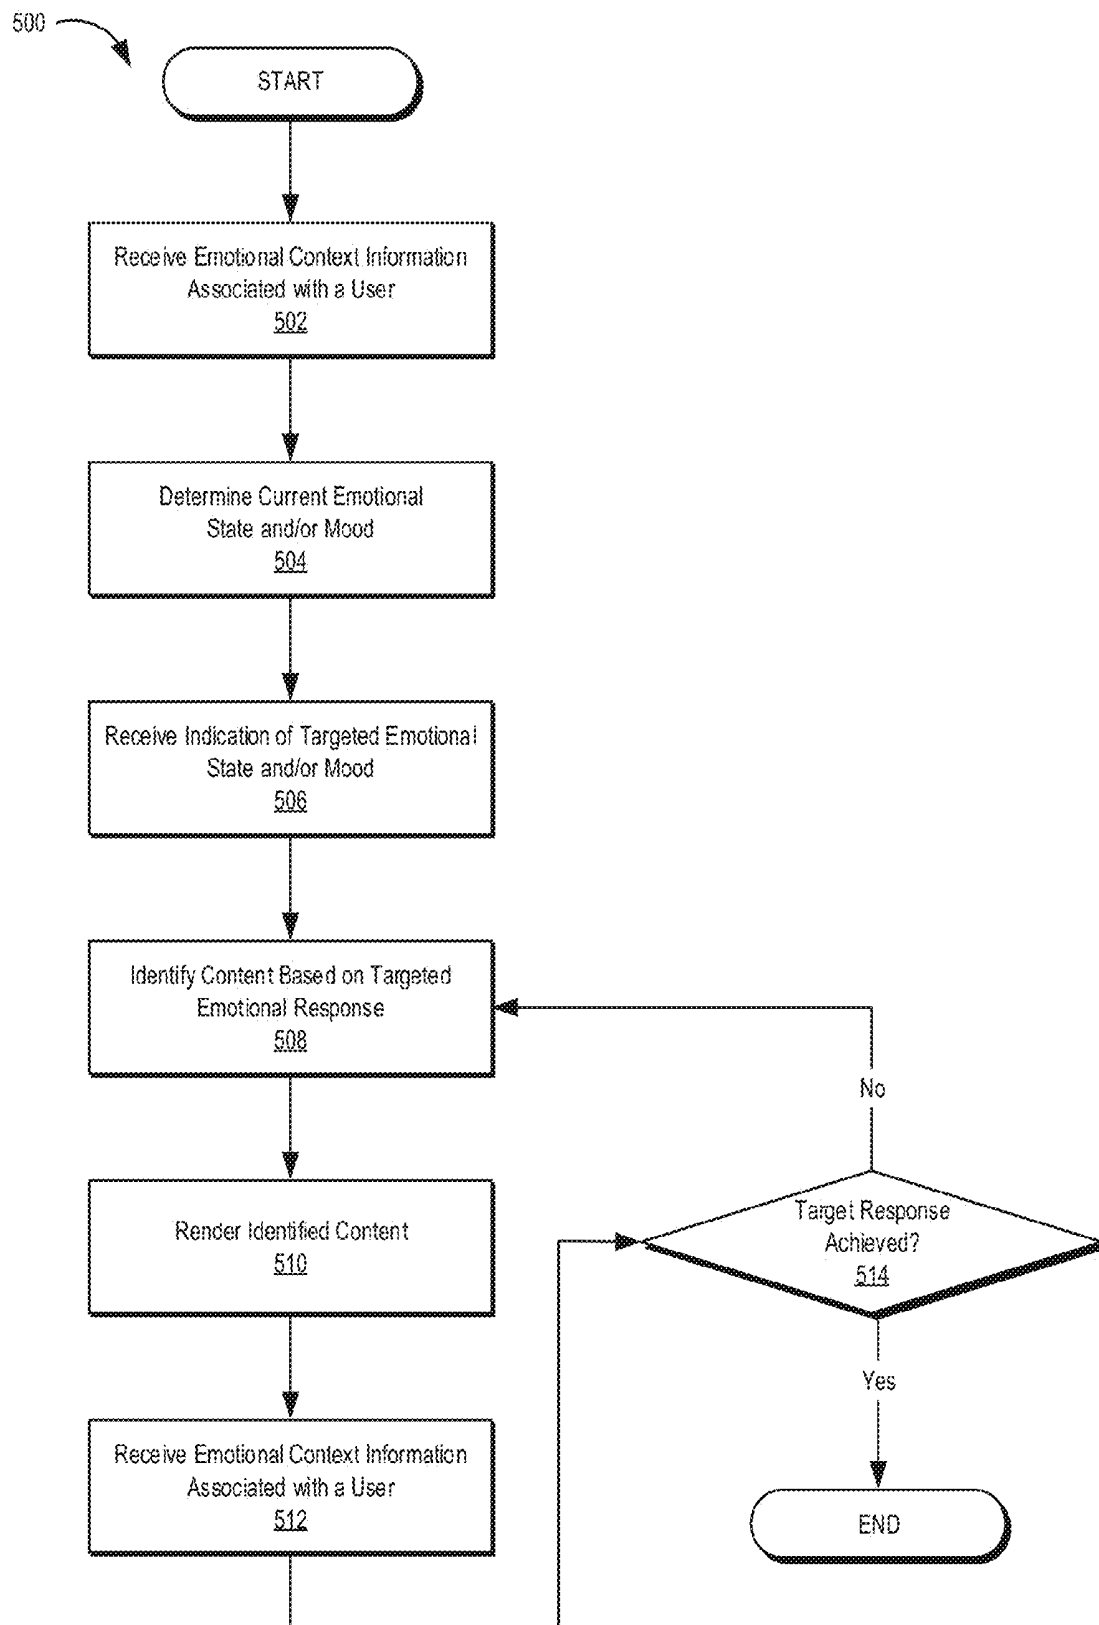 500
START
Receive Emotional Context Information
Associated with a User
502
Determine Current Emotional
State and/or Mood
504
Receive Indication of Targeted Emotional
State and/or Mood
506
Identify Content Based on Targeted
Emotional Response
508
Render Identified Content
510
Receive Emotional Context Information
Associated with a User
512
No
Target Response
Achieved?
514
Yes
END